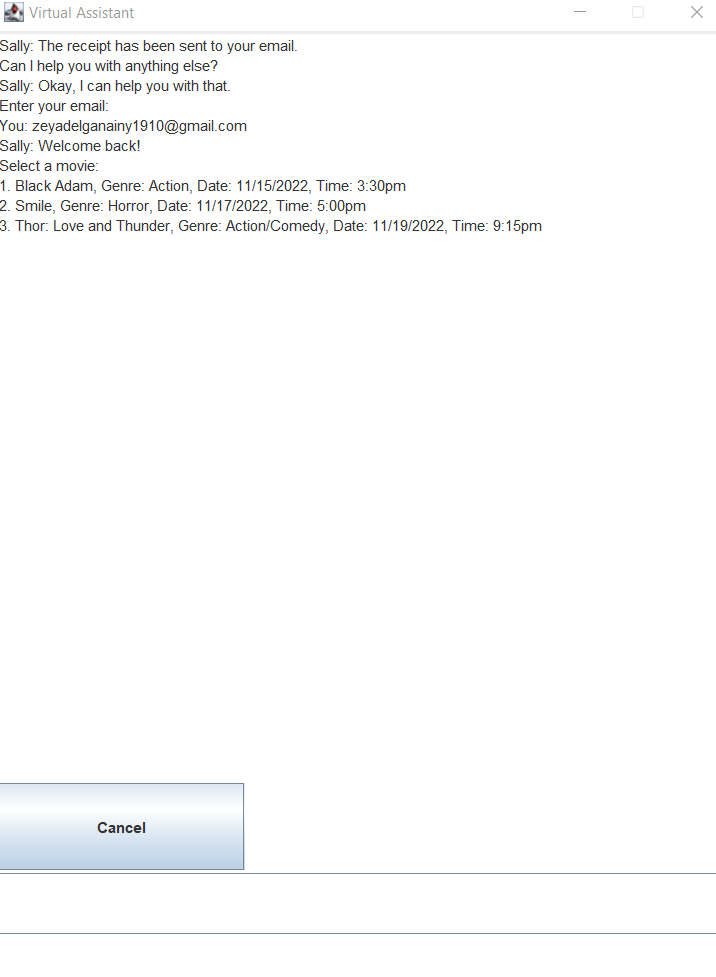 Virtual Assistant
Sally: The receipt has been sent to your email.
Can I help you with anything else?
Sally: Okay, I can help you with that.
Enter your email:
You: zeyadelganainy1910@gmail.com
Sally: Welcome back!
Select a movie:
1. Black Adam, Genre: Action, Date: 11/15/2022, Time: 3:30pm
2. Smile, Genre: Horror, Date: 11/17/2022, Time: 5:00pm
3. Thor: Love and Thunder, Genre: Action/Comedy, Date: 11/19/2022, Time: 9:15pm
Cancel